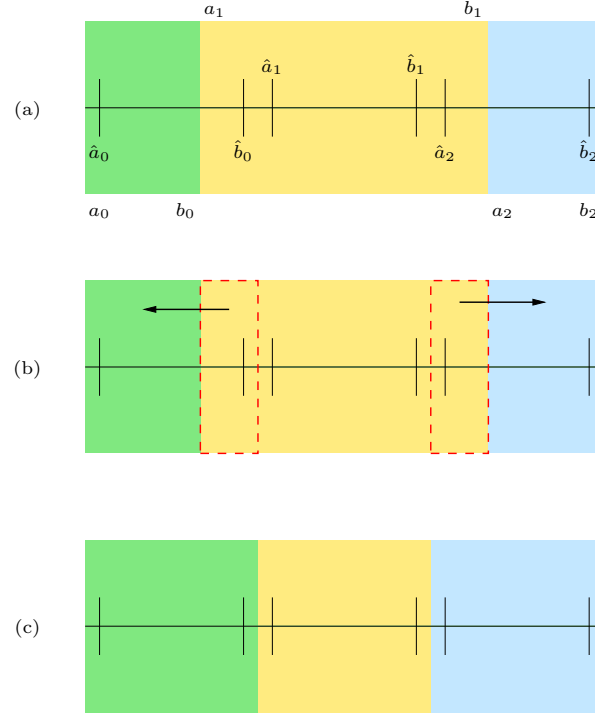 a₁ b₁
â₁ b̂₁
(a)
â₀ b̂₀ â₂ b̂₂
a₀ b₀ a₂ b₂
(b)
(c)